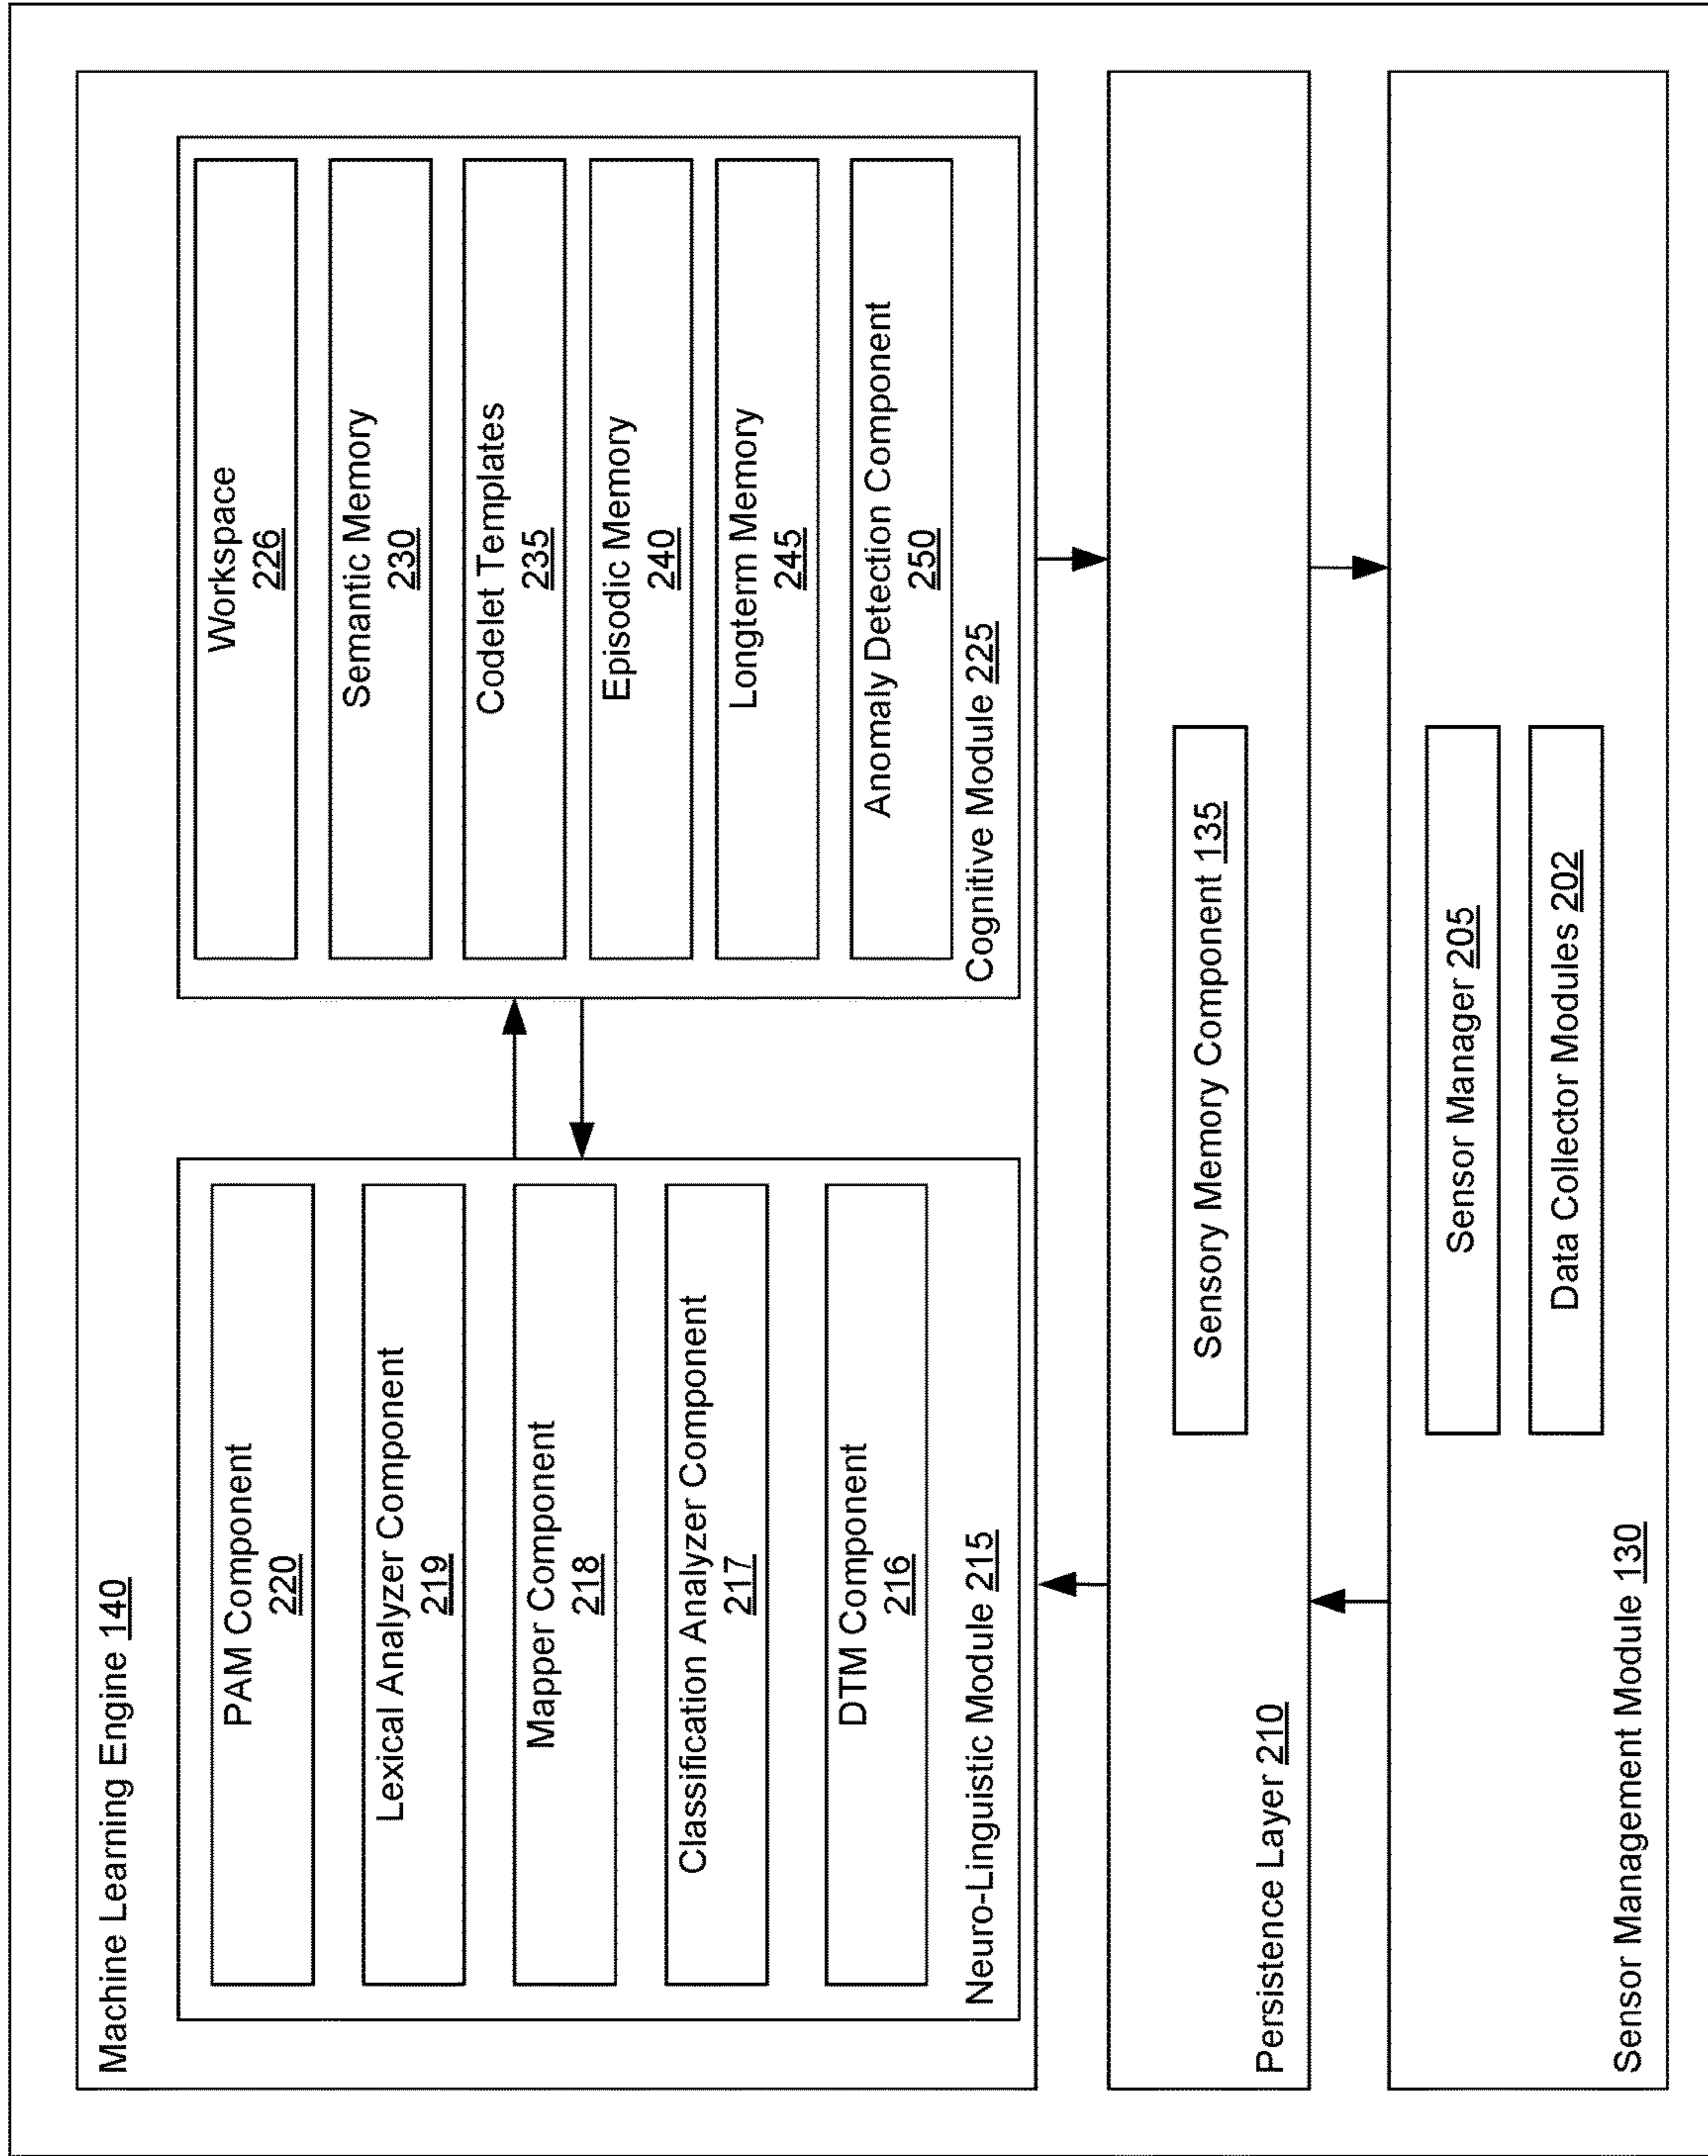 Machine Learning Engine 140
PAM Component
220
Lexical Analyzer Component
219
Mapper Component
218
Classification Analyzer Component
217
DTM Component
216
Neuro-Linguistic Module 215
Workspace
226
Semantic Memory
230
Codelet Templates
235
Episodic Memory
240
Longterm Memory
245
Anomaly Detection Component
250
Cognitive Module 225
Sensory Memory Component 135
Persistence Layer 210
Sensor Manager 205
Data Collector Modules 202
Sensor Management Module 130